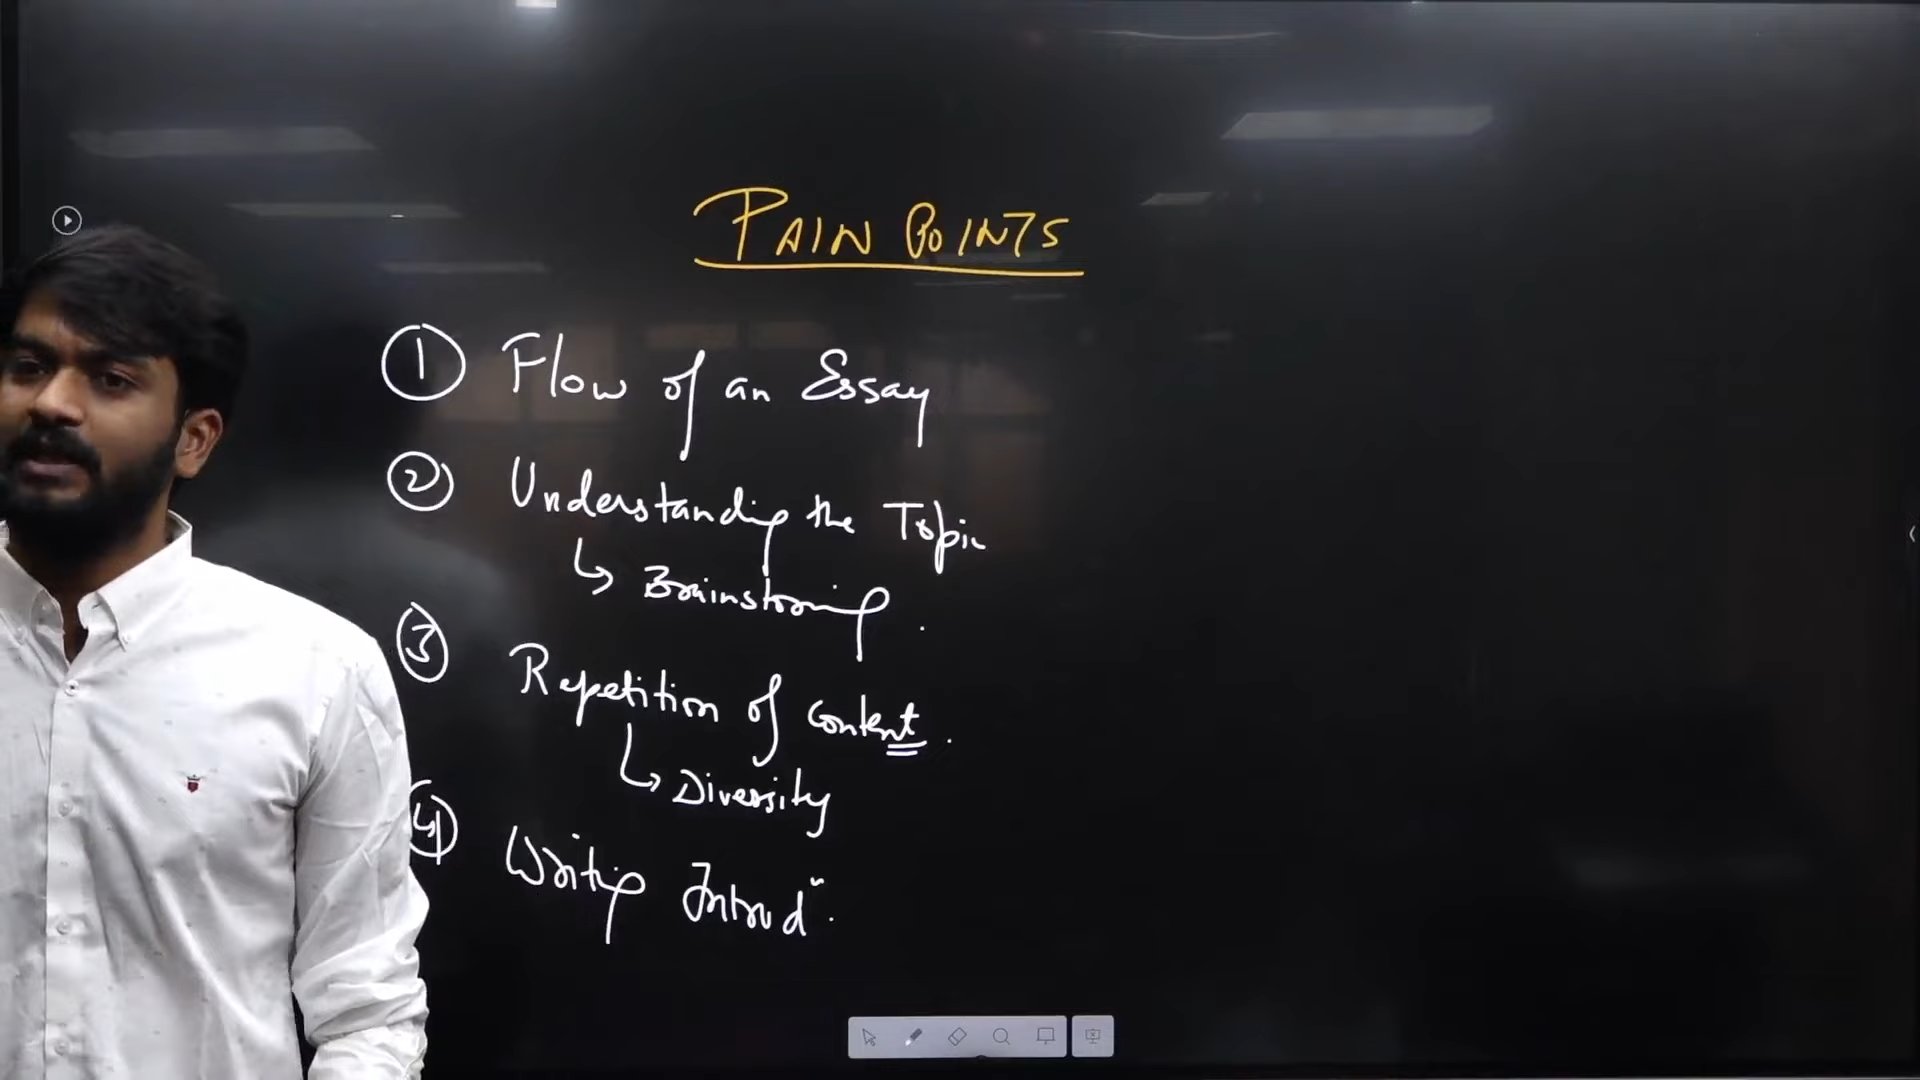 PAIN POINTS
① Flow of an Essay
② Understanding the Topic
↳ Brainstorming
③ Repetition of Content.
↳ Diversity
④ Writing Introdⁿ.